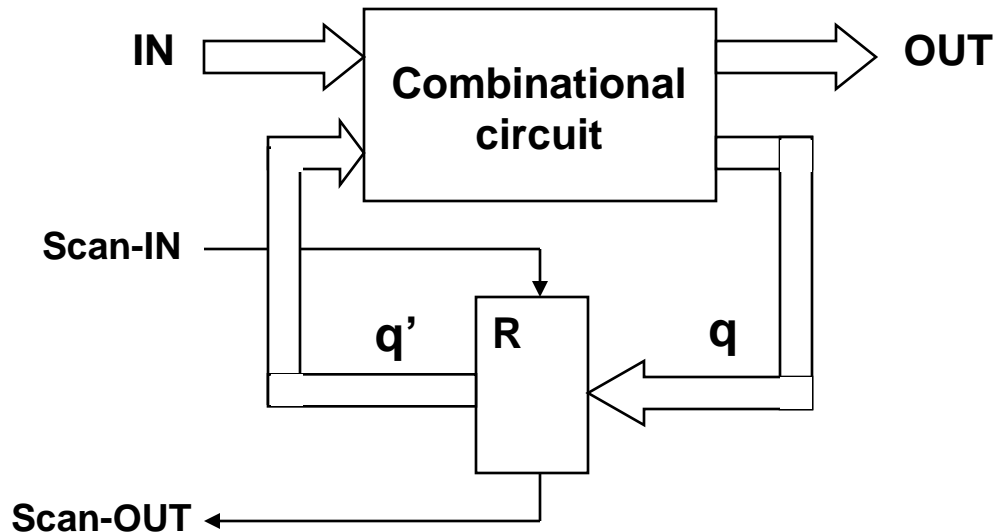 IN
OUT
Combinational
circuit
Scan-IN
R
q’
q
Scan-OUT